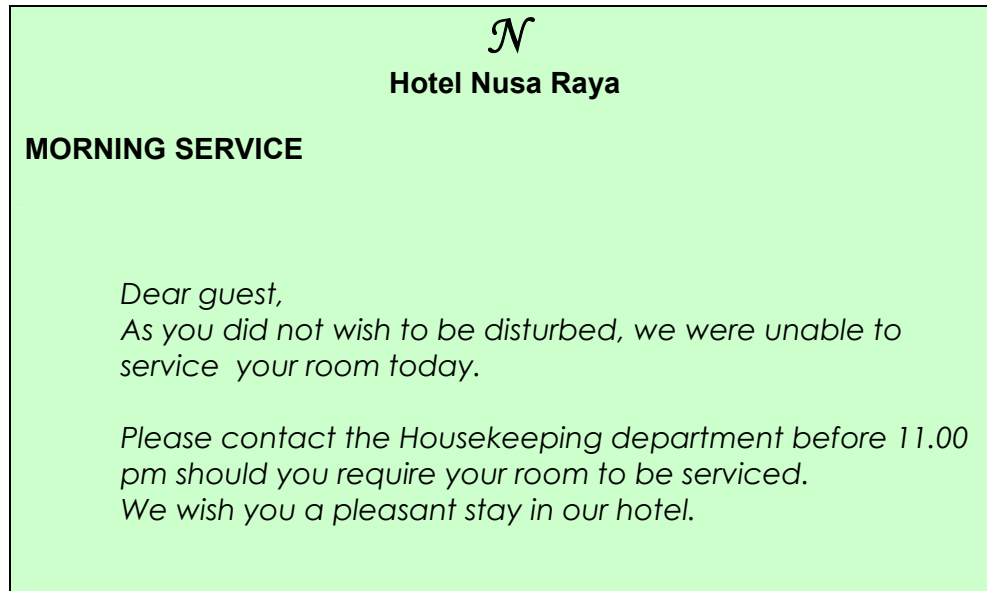 N
Hotel Nusa Raya
MORNING SERVICE
Dear guest,
As you did not wish to be disturbed, we were unable to
service  your room today.
Please contact the Housekeeping department before 11.00
pm should you require your room to be serviced.
We wish you a pleasant stay in our hotel.